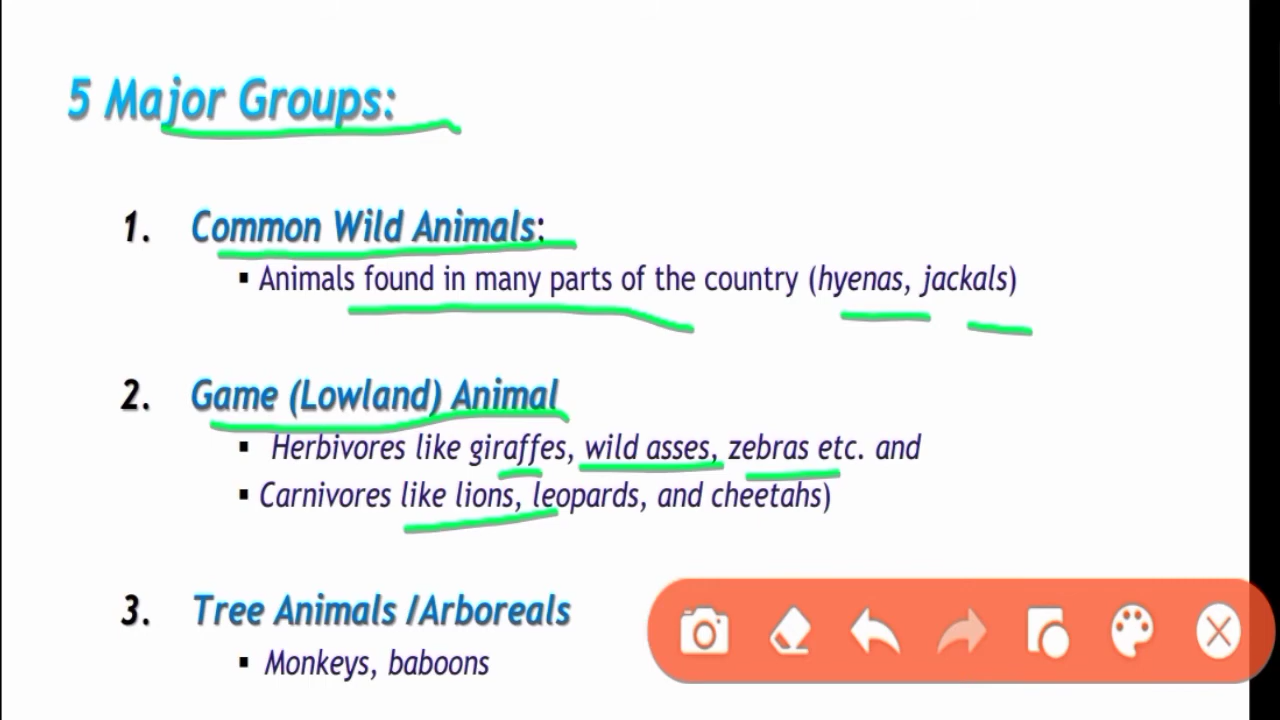 5 Major Groups:
1. Common Wild Animals:
▪ Animals found in many parts of the country (hyenas, jackals)
2. Game (Lowland) Animal
▪ Herbivores like giraffes, wild asses, zebras etc. and
▪ Carnivores like lions, leopards, and cheetahs)
3. Tree Animals /Arboreals
▪ Monkeys, baboons